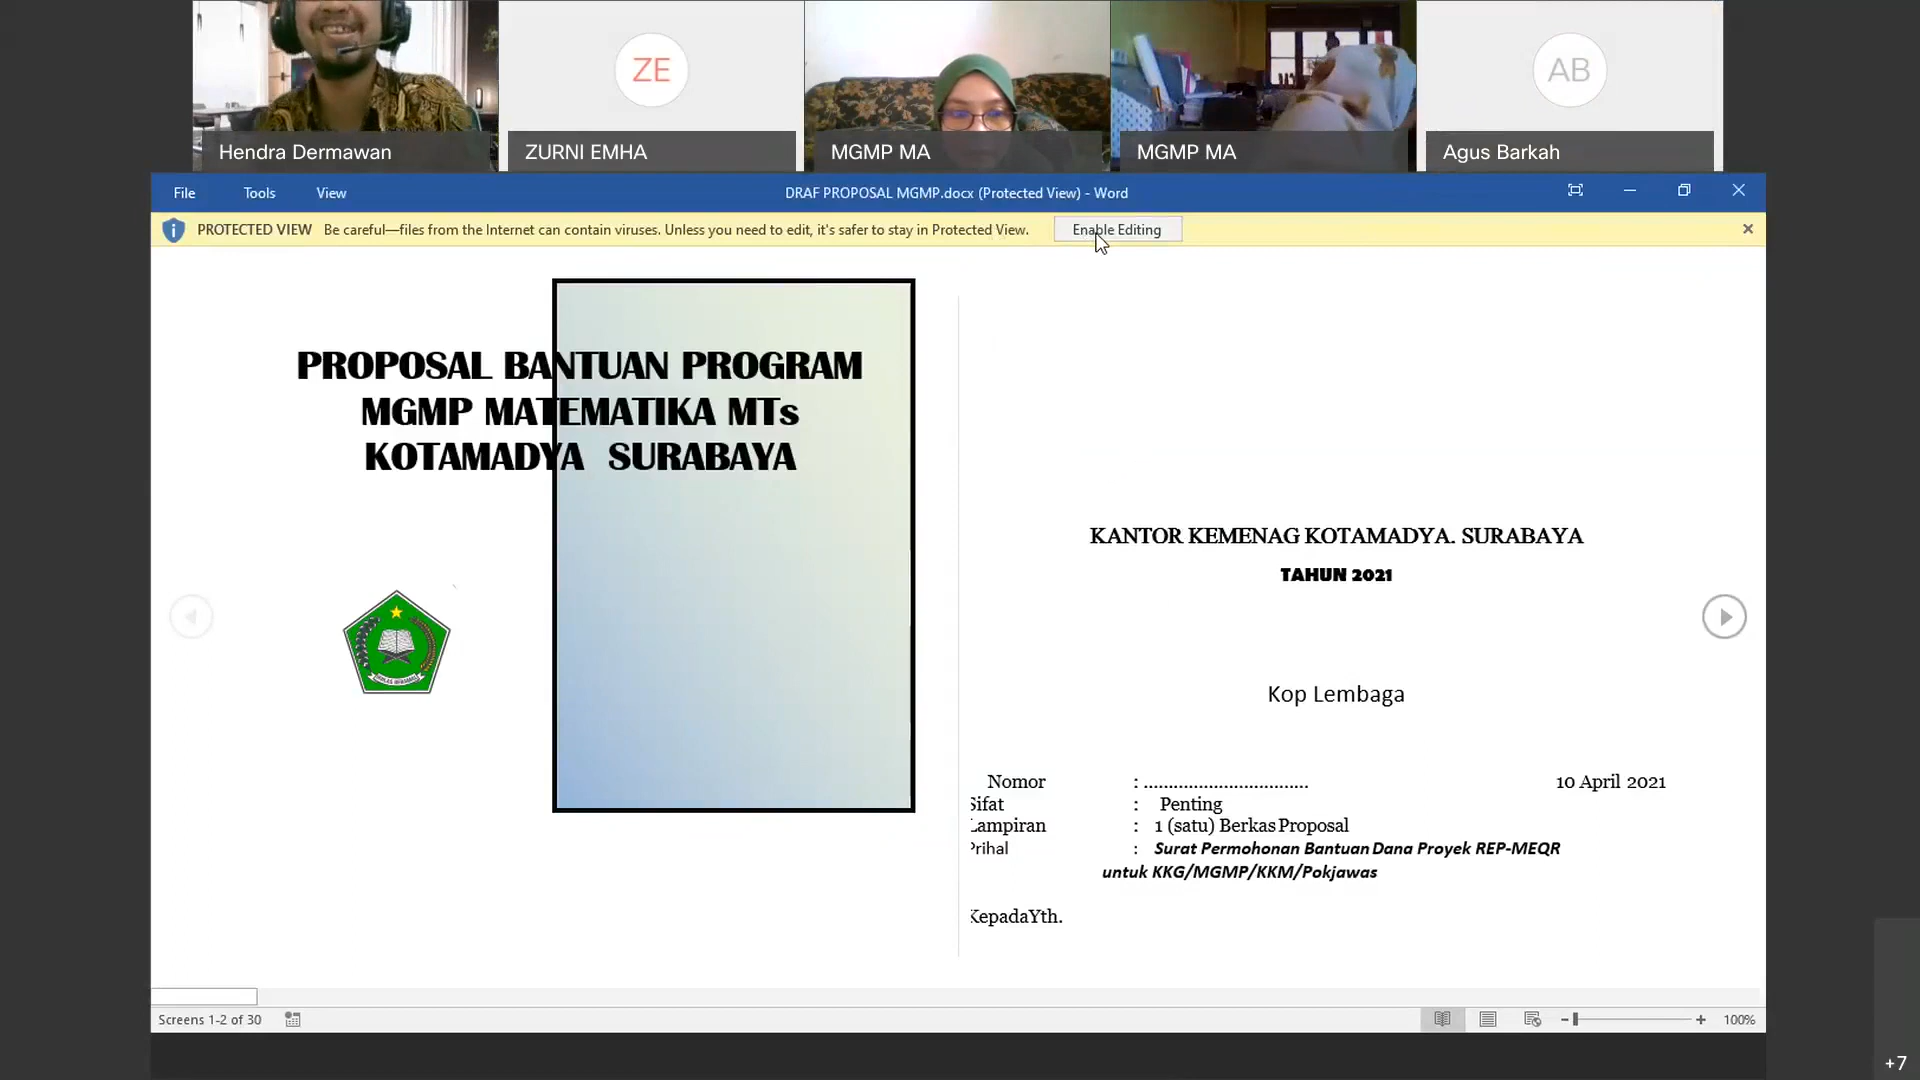 ZE
AB
Hendra Dermawan
ZURNI EMHA
MGMP MA
MGMP MA
Agus Barkah
File Tools View DRAF PROPOSAL MGMP.docx (Protected View) - Word
PROTECTED VIEW Be careful—files from the Internet can contain viruses. Unless you need to edit, it's safer to stay in Protected View. Enable Editing
PROPOSAL BANTUAN PROGRAM
MGMP MATEMATIKA MTs
KOTAMADYA SURABAYA
KANTOR KEMENAG KOTAMADYA. SURABAYA
TAHUN 2021
Kop Lembaga
Nomor : ................................. 10 April 2021
Sifat : Penting
Lampiran : 1 (satu) Berkas Proposal
Prihal : Surat Permohonan Bantuan Dana Proyek REP-MEQR
untuk KKG/MGMP/KKM/Pokjawas
KepadaYth.
Screens 1-2 of 30
100%
+7